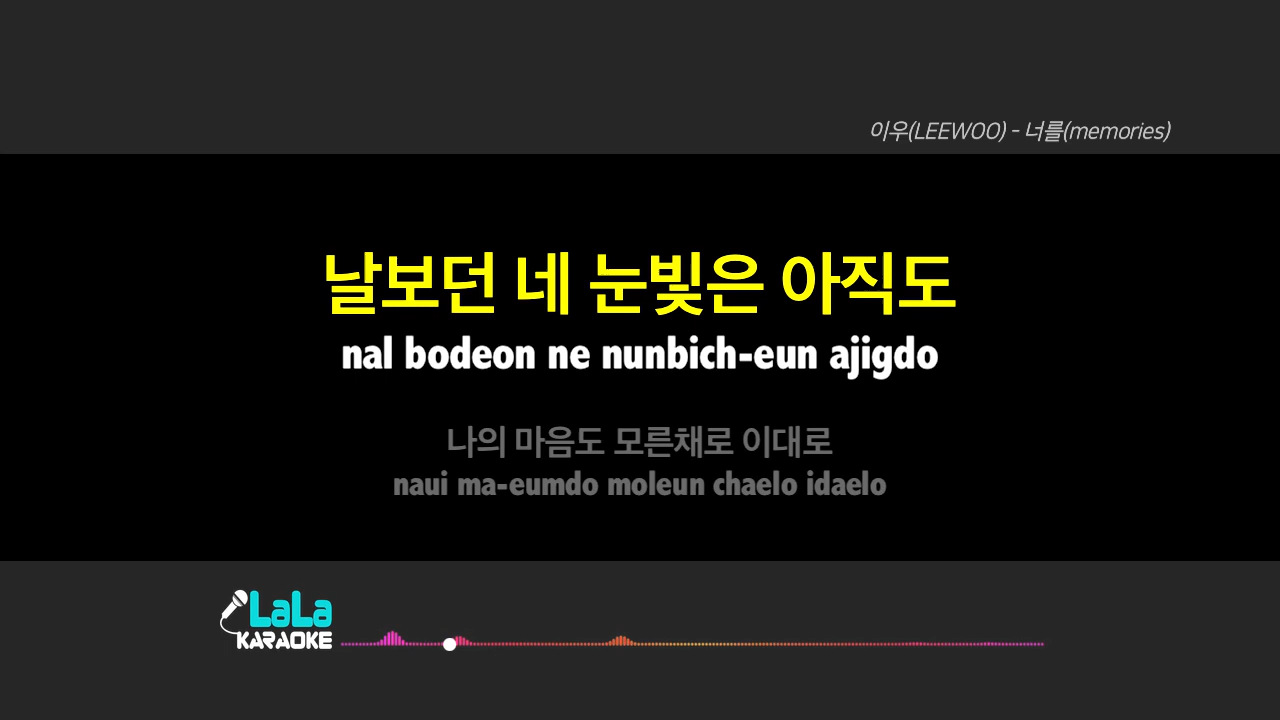 이우(LEEWOO) - 너를(memories)
날보던 네 눈빛은 아직도
nal bodeon ne nunbich-eun ajigdo
나의 마음도 모른채로 이대로
naui ma-eumdo moleun chaelo idaelo
LaLa
KARAOKE